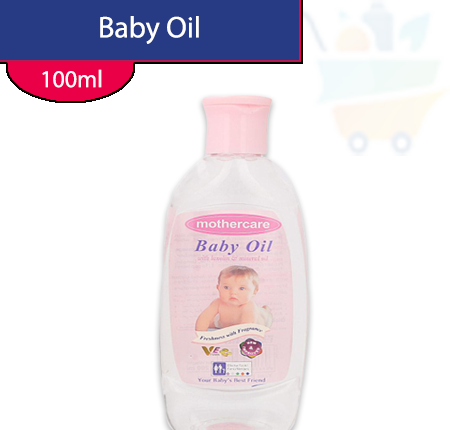 Baby Oil
100ml
mothercare
Baby Oil
Freshness with Fragrance
Your Baby's Best Friend